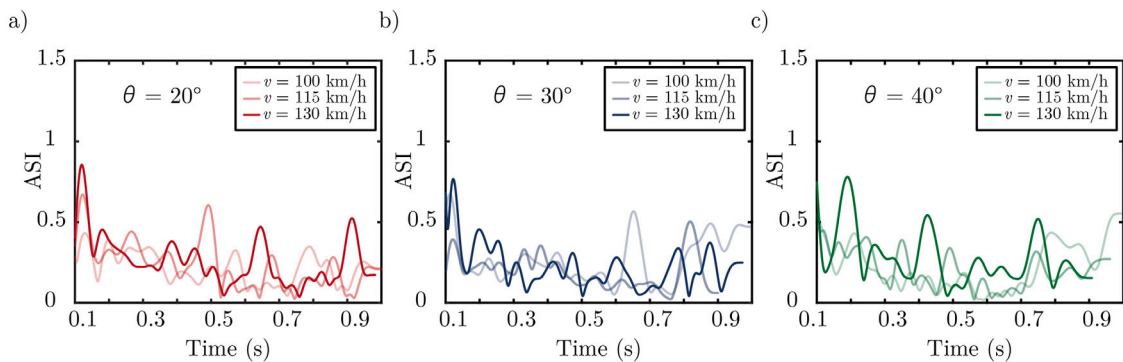 a)
1.5
1
0.5
0
ASI
θ = 20°
v = 100 km/h
v = 115 km/h
v = 130 km/h
0.1 0.3 0.5 0.7 0.9
Time (s)
b)
1.5
1
0.5
0
ASI
θ = 30°
v = 100 km/h
v = 115 km/h
v = 130 km/h
0.1 0.3 0.5 0.7 0.9
Time (s)
c)
1.5
1
0.5
0
ASI
θ = 40°
v = 100 km/h
v = 115 km/h
v = 130 km/h
0.1 0.3 0.5 0.7 0.9
Time (s)